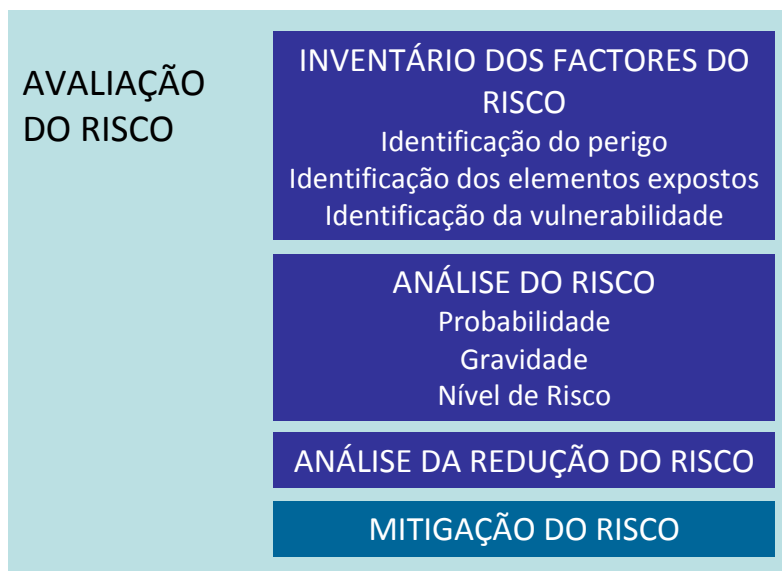 AVALIAÇÃO
DO RISCO
INVENTÁRIO DOS FACTORES DO
RISCO
Identificação do perigo
Identificação dos elementos expostos
Identificação da vulnerabilidade
ANÁLISE DO RISCO
Probabilidade
Gravidade
Nível de Risco
ANÁLISE DA REDUÇÃO DO RISCO
MITIGAÇÃO DO RISCO